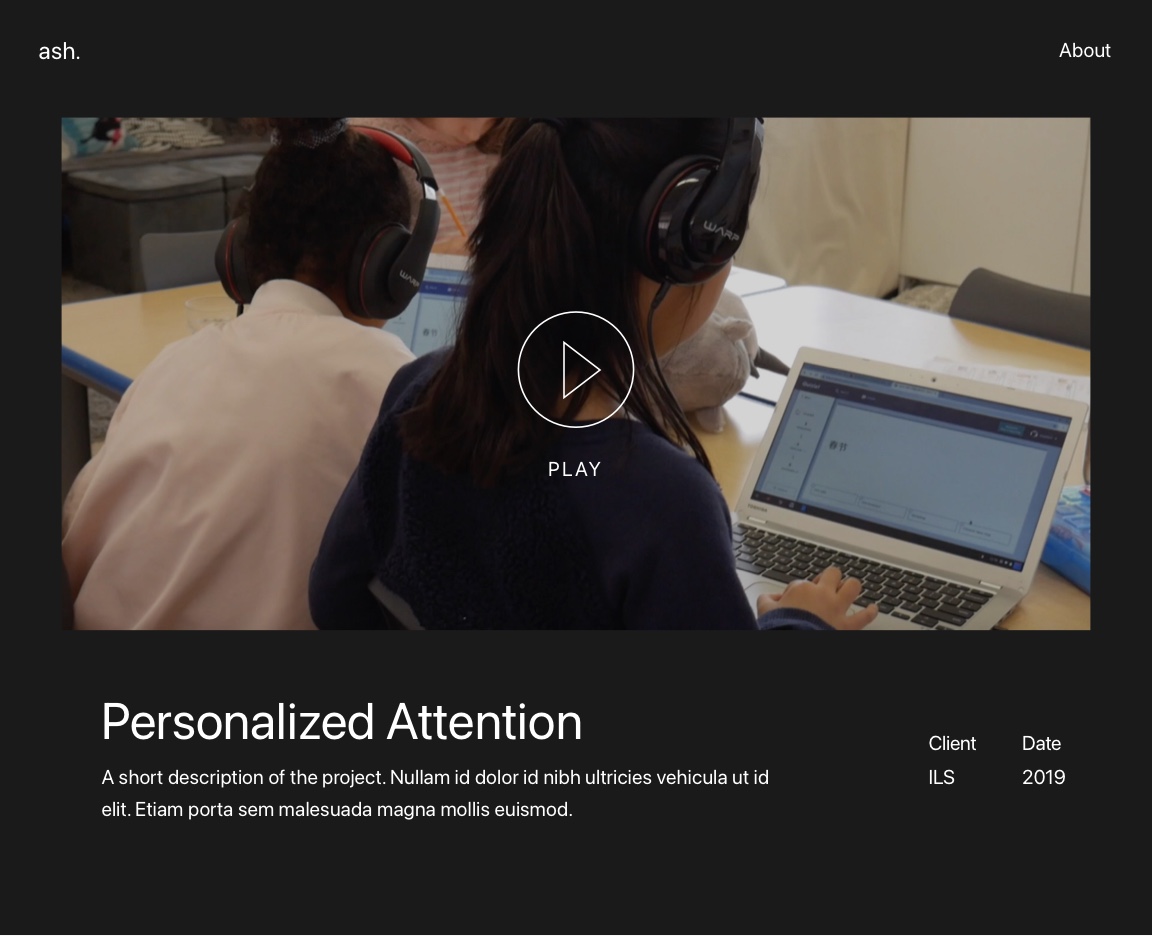 ash.
About
WARP
WARP
PLAY
Personalized Attention
A short description of the project. Nullam id dolor id nibh ultricies vehicula ut id
elit. Etiam porta sem malesuada magna mollis euismod.
Client Date
ILS 2019